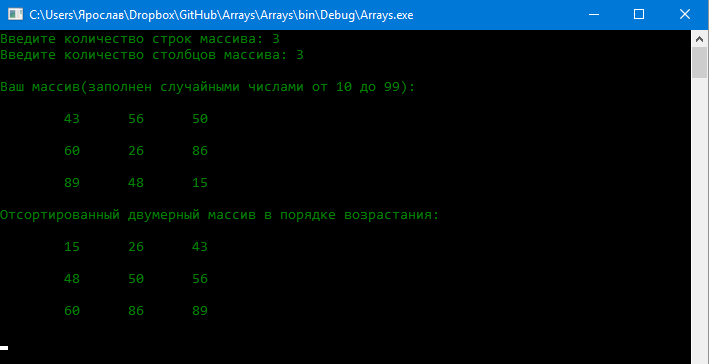 C:\Users\Ярослав\Dropbox\GitHub\Arrays\Arrays\bin\Debug\Arrays.exe
Введите количество строк массива: 3
Введите количество столбцов массива: 3
Ваш массив(заполнен случайными числами от 10 до 99):
43 56 50
60 26 86
89 48 15
Отсортированный двумерный массив в порядке возрастания:
15 26 43
48 50 56
60 86 89